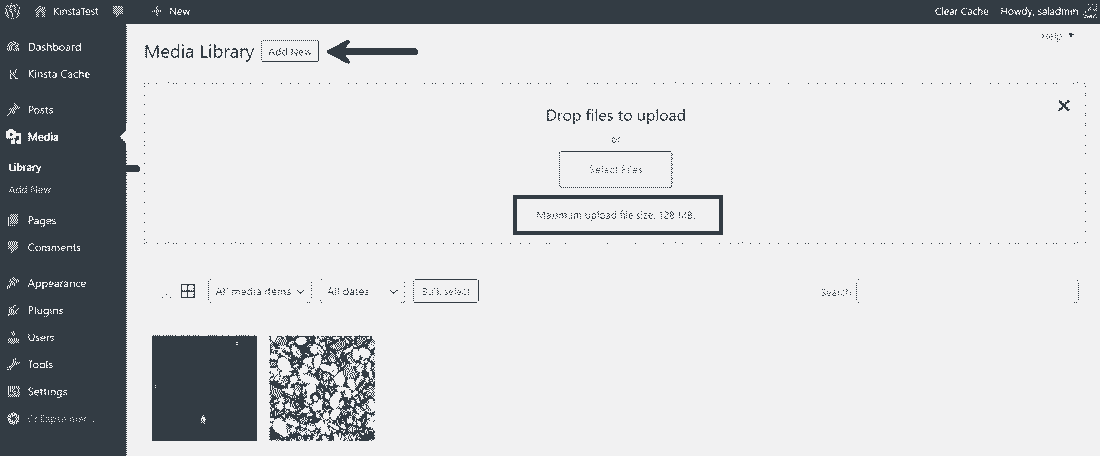 KinstaTest
New
Clear Cache
Howdy, saladmin
Dashboard
Kinsta Cache
Posts
Media
Library
Add New
Pages
Comments
Appearance
Plugins
Users
Tools
Settings
Media Library
Add New
Help
Drop files to upload
or
Select Files
Maximum upload file size: 128 MB.
All media items
All dates
Bulk select
Search